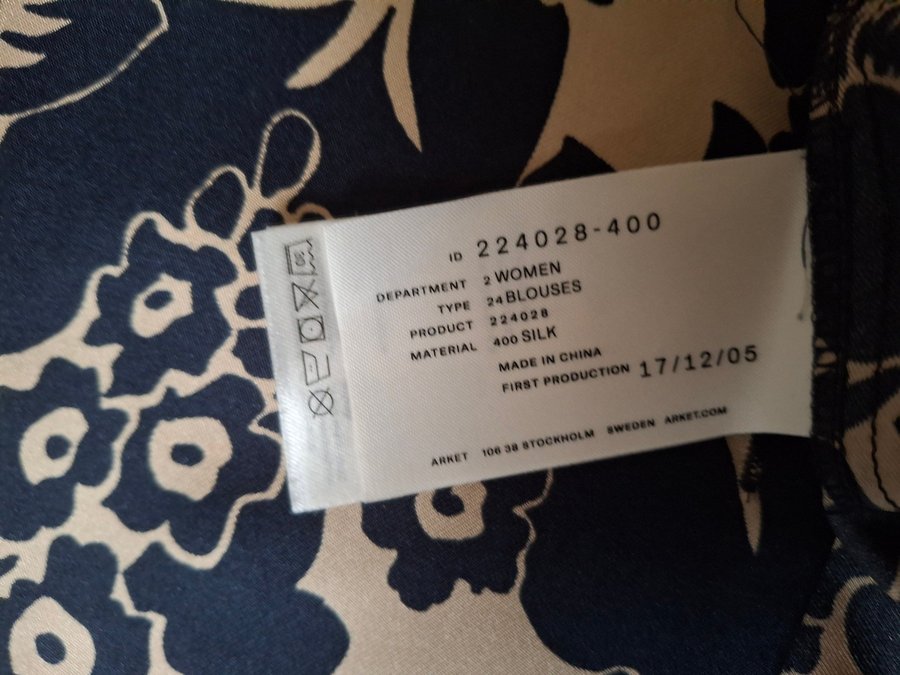 ID 224028-400
DEPARTMENT 2 WOMEN
TYPE 24 BLOUSES
PRODUCT 224028
MATERIAL 400 SILK
MADE IN CHINA
FIRST PRODUCTION 17/12/05
ARKET 106 38 STOCKHOLM SWEDEN ARKET.COM
30